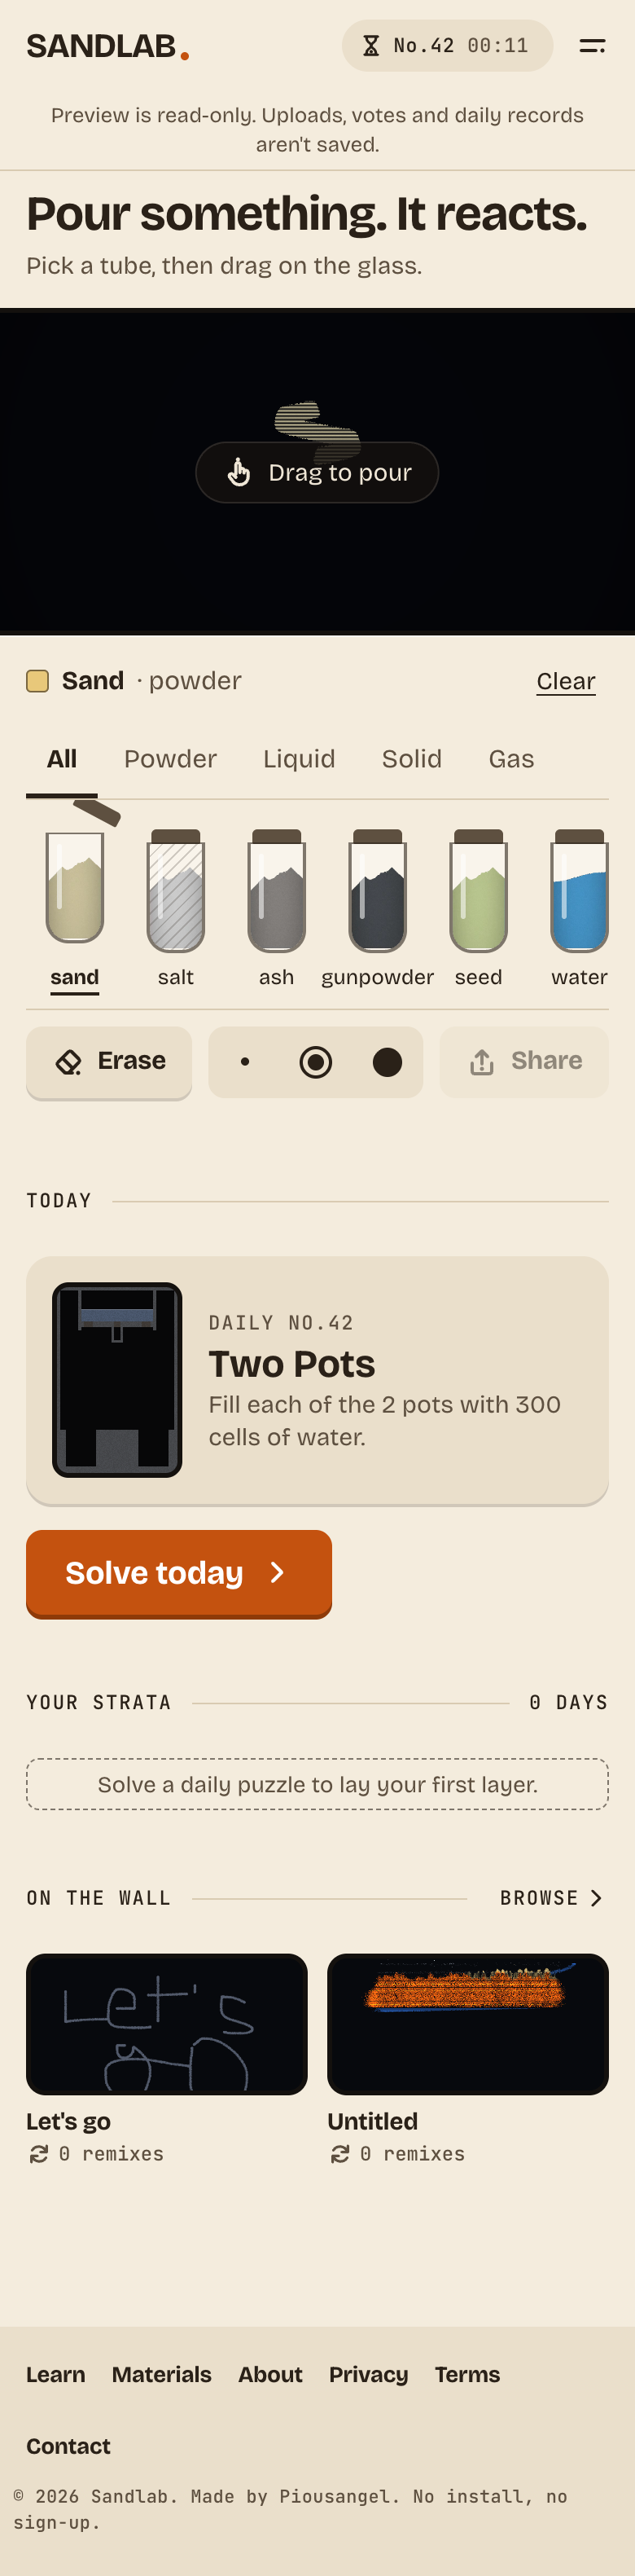 SANDLAB.
No.42 00:11
Preview is read-only. Uploads, votes and daily records
aren't saved.
Pour something. It reacts.
Pick a tube, then drag on the glass.
Drag to pour
Sand · powder
Clear
All Powder Liquid Solid Gas
sand salt ash gunpowder seed water
Erase
Share
TODAY
DAILY NO.42
Two Pots
Fill each of the 2 pots with 300
cells of water.
Solve today
YOUR STRATA
0 DAYS
Solve a daily puzzle to lay your first layer.
ON THE WALL
BROWSE
Let's
go
Let's go
0 remixes
Untitled
0 remixes
Learn Materials About Privacy Terms
Contact
© 2026 Sandlab. Made by Piousangel. No install, no
sign-up.